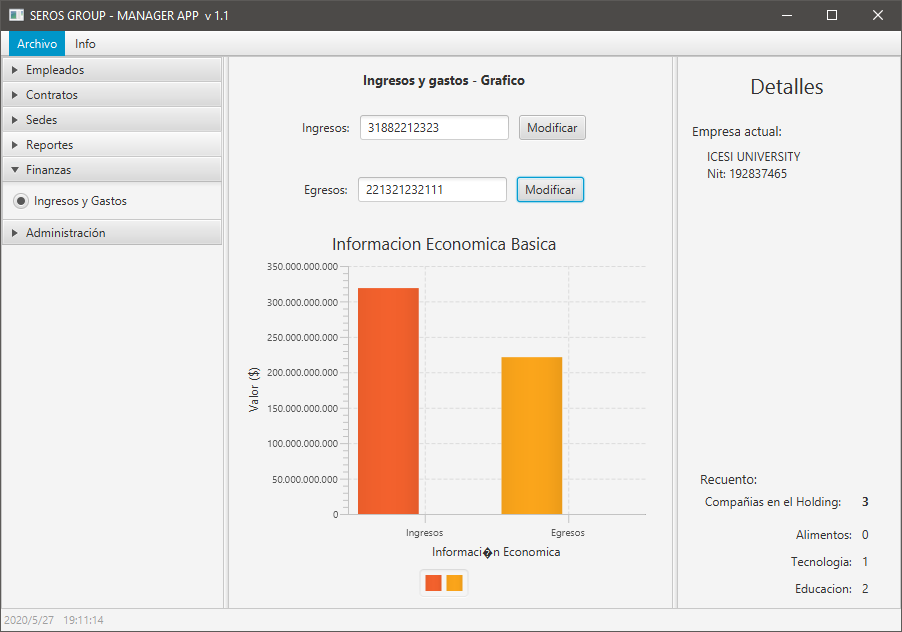 SEROS GROUP - MANAGER APP v 1.1
Archivo Info
Empleados
Contratos
Sedes
Reportes
Finanzas
Ingresos y Gastos
Administración
Ingresos y gastos - Grafico
Ingresos: 31882212323 Modificar
Egresos: 221321232111 Modificar
Informacion Economica Basica
350.000.000.000
300.000.000.000
250.000.000.000
200.000.000.000
150.000.000.000
100.000.000.000
50.000.000.000
0
Valor ($)
Ingresos Egresos
Informaci�n Economica
Detalles
Empresa actual:
ICESI UNIVERSITY
Nit: 192837465
Recuento:
Compañias en el Holding: 3
Alimentos: 0
Tecnologia: 1
Educacion: 2
2020/5/27 19:11:14